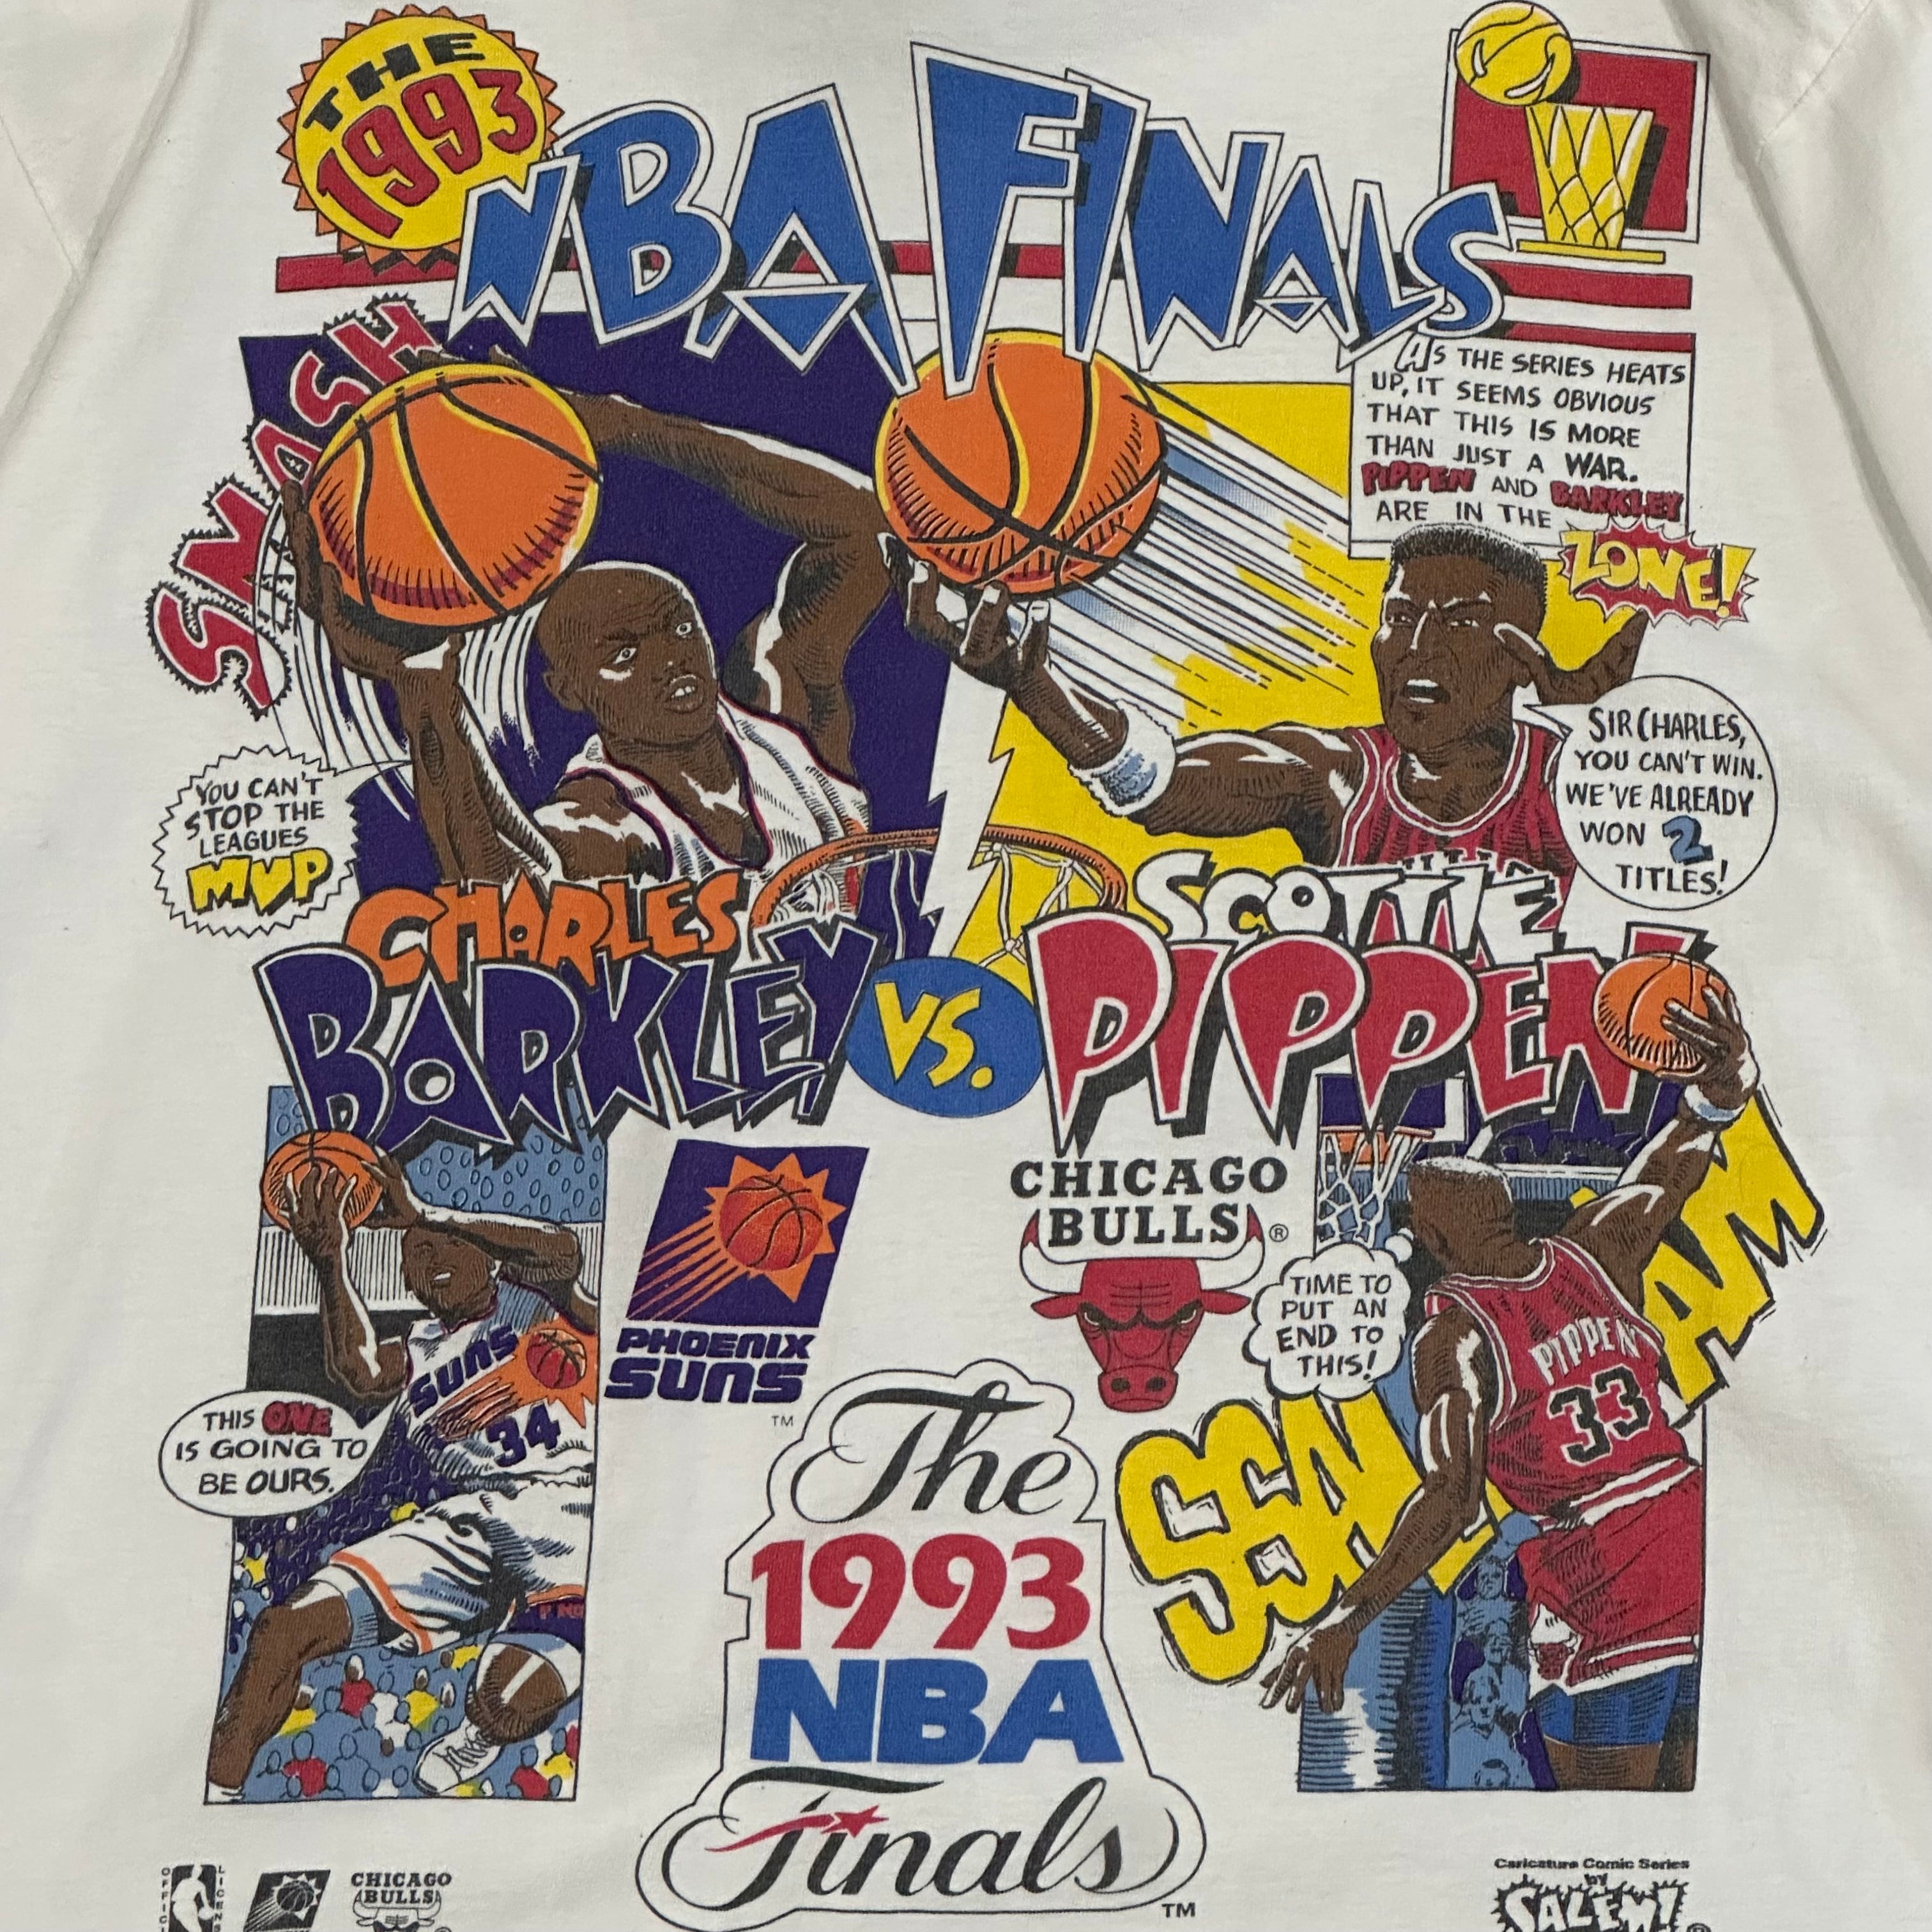 THE
1993
NBA FINALS
SMASH
AS THE SERIES HEATS
UP, IT SEEMS OBVIOUS
THAT THIS IS MORE
THAN JUST A WAR.
PIPPEN AND BARKLEY
ARE IN THE
ZONE!
YOU CAN'T
STOP THE
LEAGUES
MVP
SIR CHARLES,
YOU CAN'T WIN.
WE'VE ALREADY
WON 2
TITLES!
CHARLES
BARKLEY
VS.
SCOTTIE
PIPPEN
PHOENIX
SUNS
TM
CHICAGO
BULLS®
SUNS
34
THIS ONE
IS GOING TO
BE OURS.
TIME TO
PUT AN
END TO
THIS!
PIPPEN
33
The
1993
NBA
Finals
TM
CHICAGO
BULLS
Caricature Comic Series
by
SALEM!